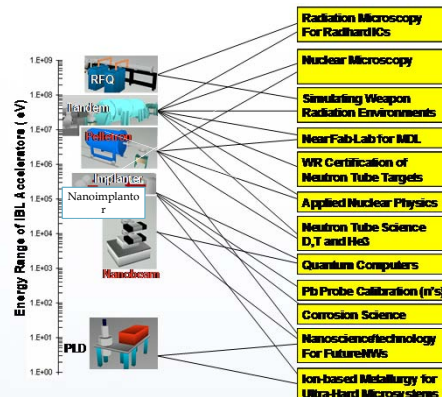 Energy Range of IBL Accelerators (eV)
1.E+09
1.E+08
1.E+07
1.E+06
1.E+05
1.E+04
1.E+03
1.E+02
1.E+01
1.E+00
RFQ
Tandem
Pelletron
Implanter
Nanoimplanto
r
Nanobeam
PLD
Radiation Microscopy
For Radhard ICs
Nuclear Microscopy
Simulating Weapon
Radiation Environments
NearFab-Lab for MDL
WR Certification of
Neutron Tube Targets
Applied Nuclear Physics
Neutron Tube Science
D,T and He3
Quantum Computers
Pb Probe Calibration (n's)
Corrosion Science
Nanoscience/technology
For Future NWs
Ion-based Metallurgy for
Ultra-Hard Microsystems